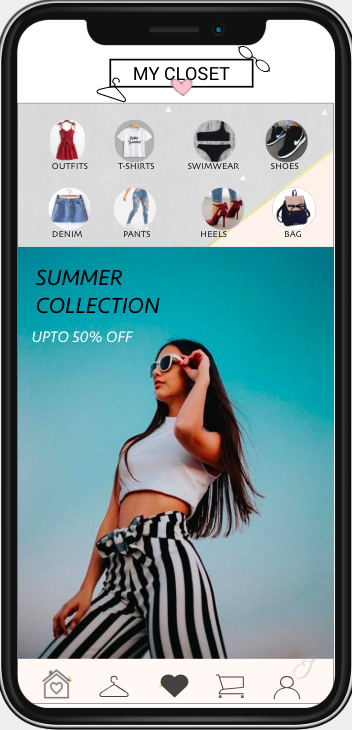 MY CLOSET
OUTFITS T-SHIRTS SWIMWEAR SHOES
DENIM PANTS HEELS BAG
SUMMER
COLLECTION
UPTO 50% OFF